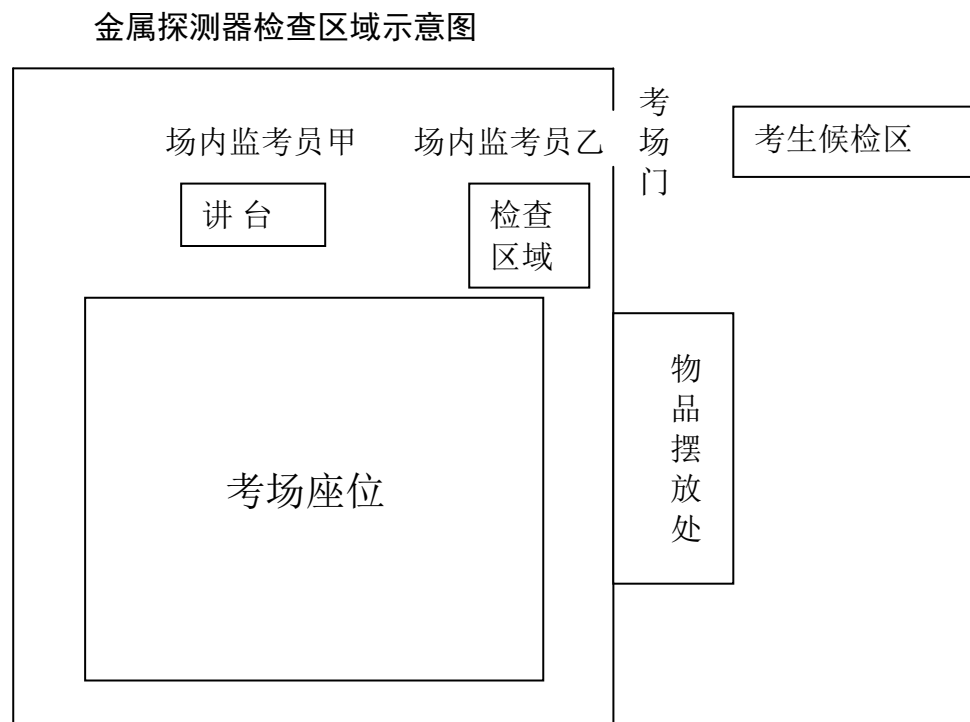 金属探测器检查区域示意图
场内监考员甲
场内监考员乙
考场门
考生候检区
讲台
检查
区域
考场座位
物品摆放处